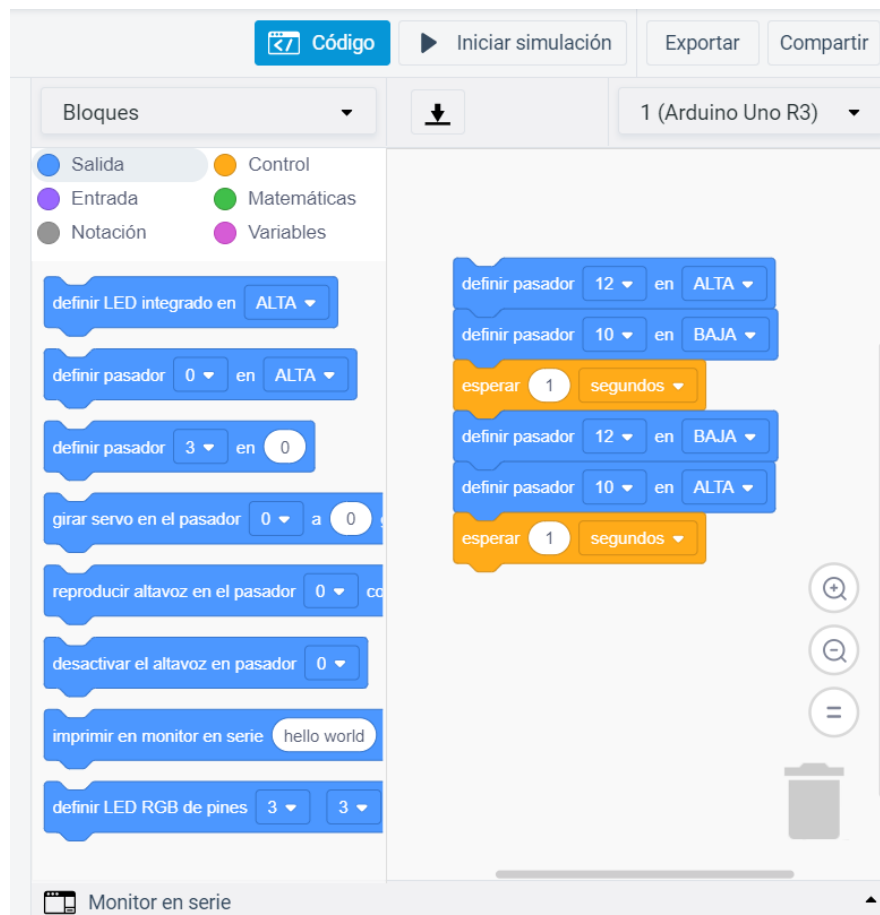 Código
Iniciar simulación
Exportar
Compartir
Bloques
1 (Arduino Uno R3)
Salida
Control
Entrada
Matemáticas
Notación
Variables
definir LED integrado en ALTA
definir pasador 0 en ALTA
definir pasador 3 en 0
girar servo en el pasador 0 a 0
reproducir altavoz en el pasador 0 co
desactivar el altavoz en pasador 0
imprimir en monitor en serie hello world
definir LED RGB de pines 3 3
definir pasador 12 en ALTA
definir pasador 10 en BAJA
esperar 1 segundos
definir pasador 12 en BAJA
definir pasador 10 en ALTA
esperar 1 segundos
Monitor en serie